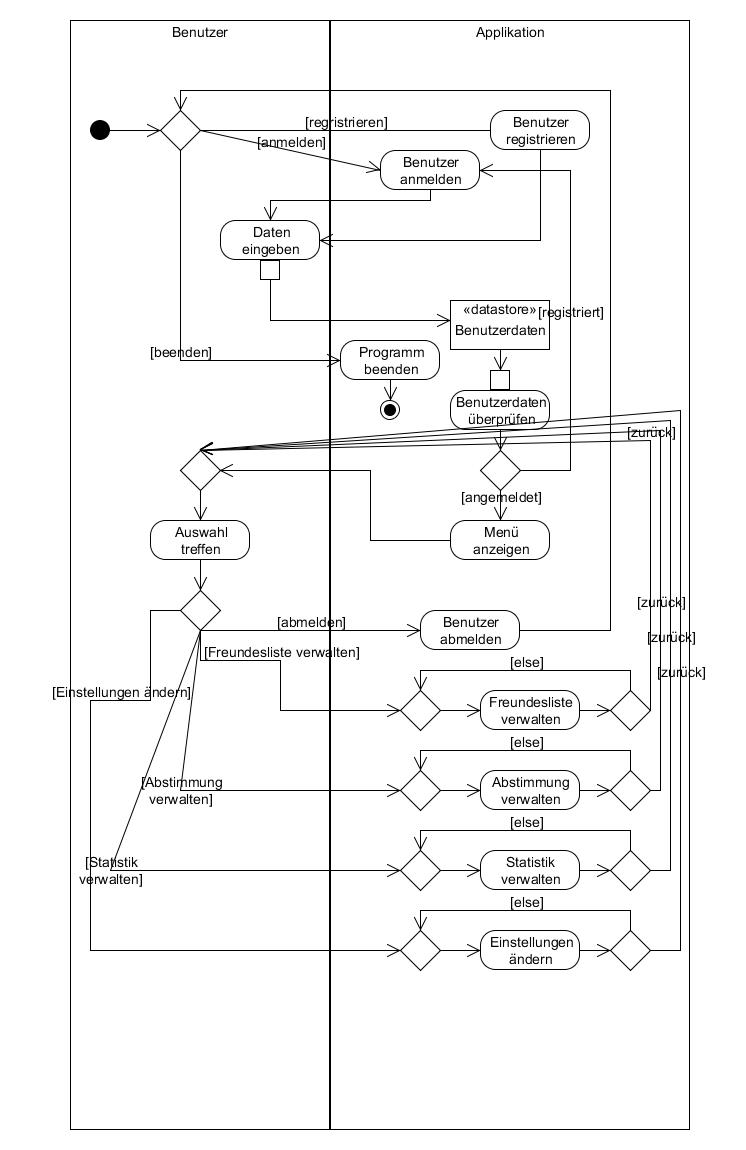 Benutzer
Applikation
[regristrieren]
Benutzer
registrieren
[anmelden]
Benutzer
anmelden
Daten
eingeben
«datastore»
Benutzerdaten
[registriert]
[beenden]
Programm
beenden
Benutzerdaten
überprüfen
[zurück]
[angemeldet]
Auswahl
treffen
Menü
anzeigen
[zurück]
[abmelden]
Benutzer
abmelden
[zurück]
[Freundesliste verwalten]
[else]
[zurück]
[Einstellungen ändern]
Freundesliste
verwalten
[else]
[Abstimmung
verwalten]
Abstimmung
verwalten
[else]
[Statistik
verwalten]
Statistik
verwalten
[else]
Einstellungen
ändern